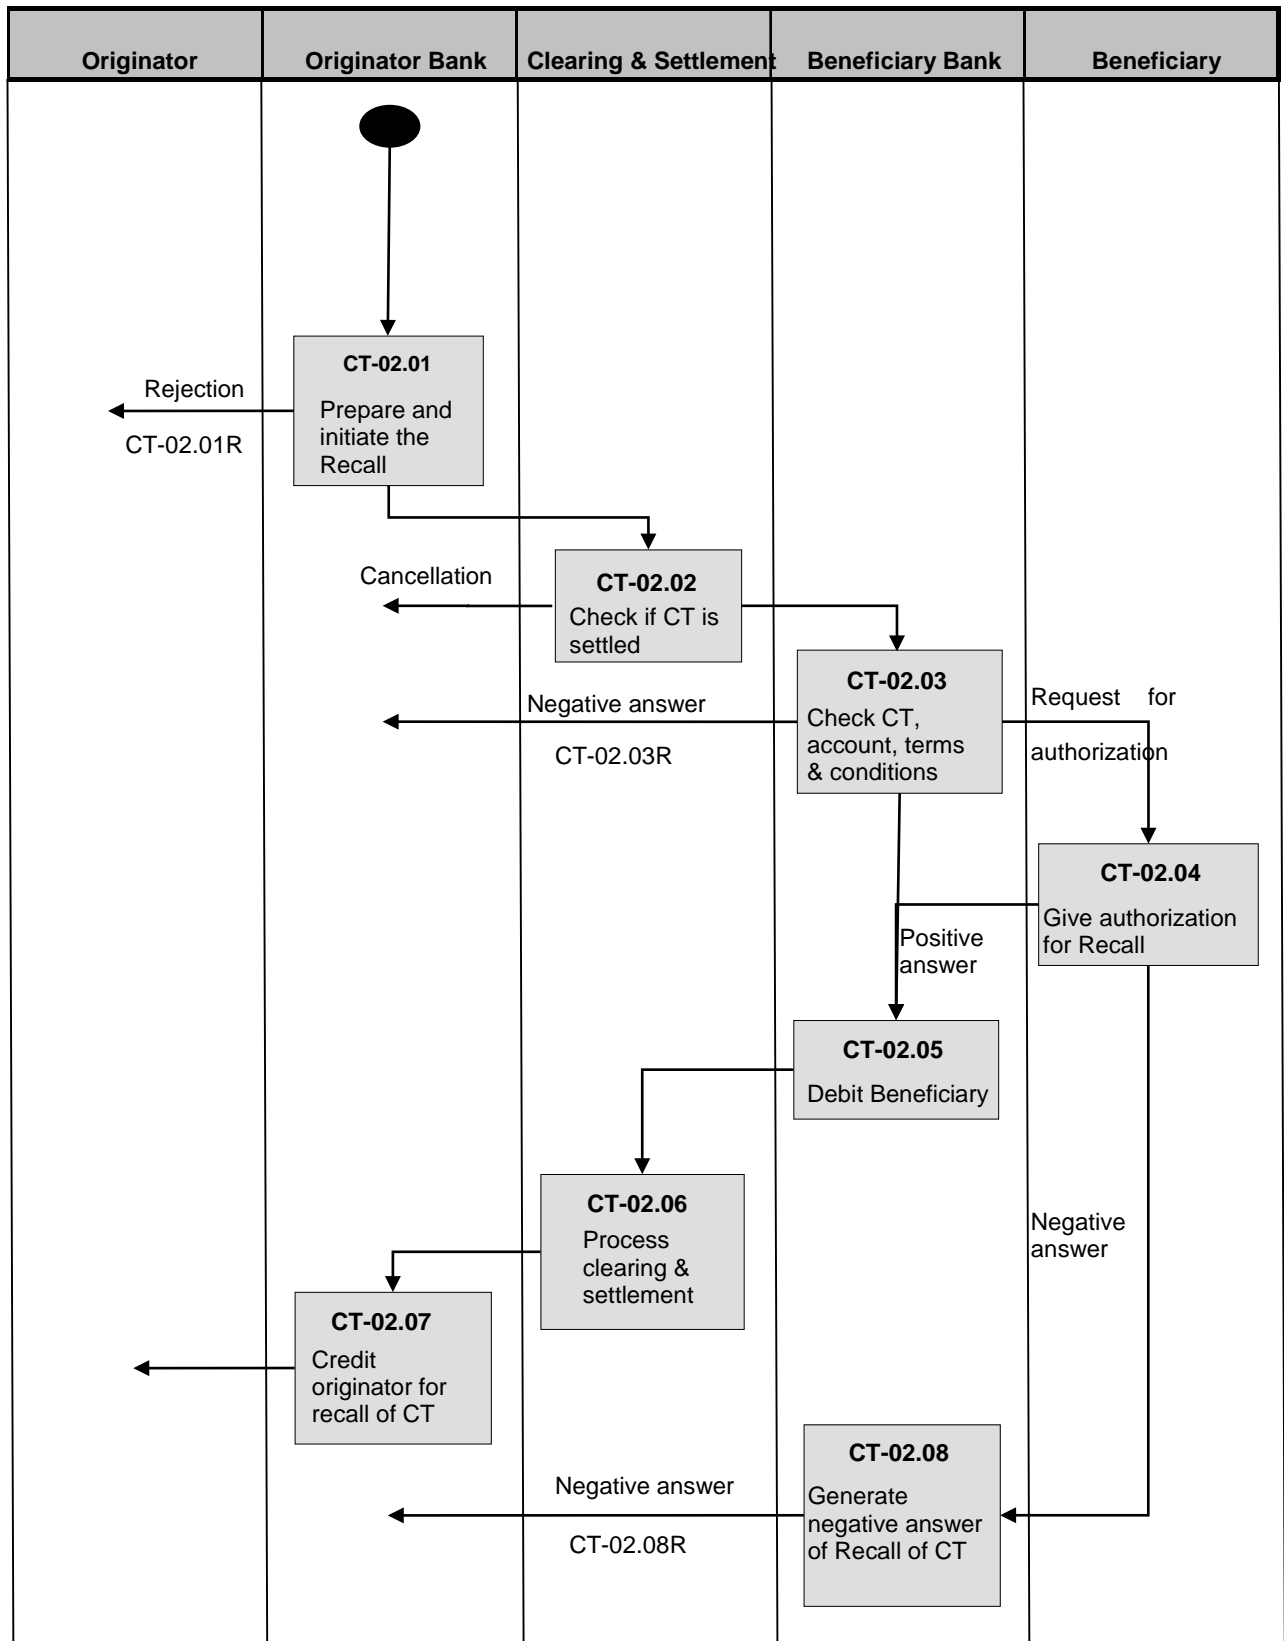 Originator
Originator Bank
Clearing & Settlement
Beneficiary Bank
Beneficiary
CT-02.01
Prepare and
initiate the
Recall
Rejection
CT-02.01R
Cancellation
CT-02.02
Check if CT is
settled
CT-02.03
Check CT,
account, terms
& conditions
Negative answer
CT-02.03R
Request for
authorization
CT-02.04
Give authorization
for Recall
Positive
answer
CT-02.05
Debit Beneficiary
CT-02.06
Process
clearing &
settlement
Negative
answer
CT-02.07
Credit
originator for
recall of CT
CT-02.08
Generate
negative answer
of Recall of CT
Negative answer
CT-02.08R